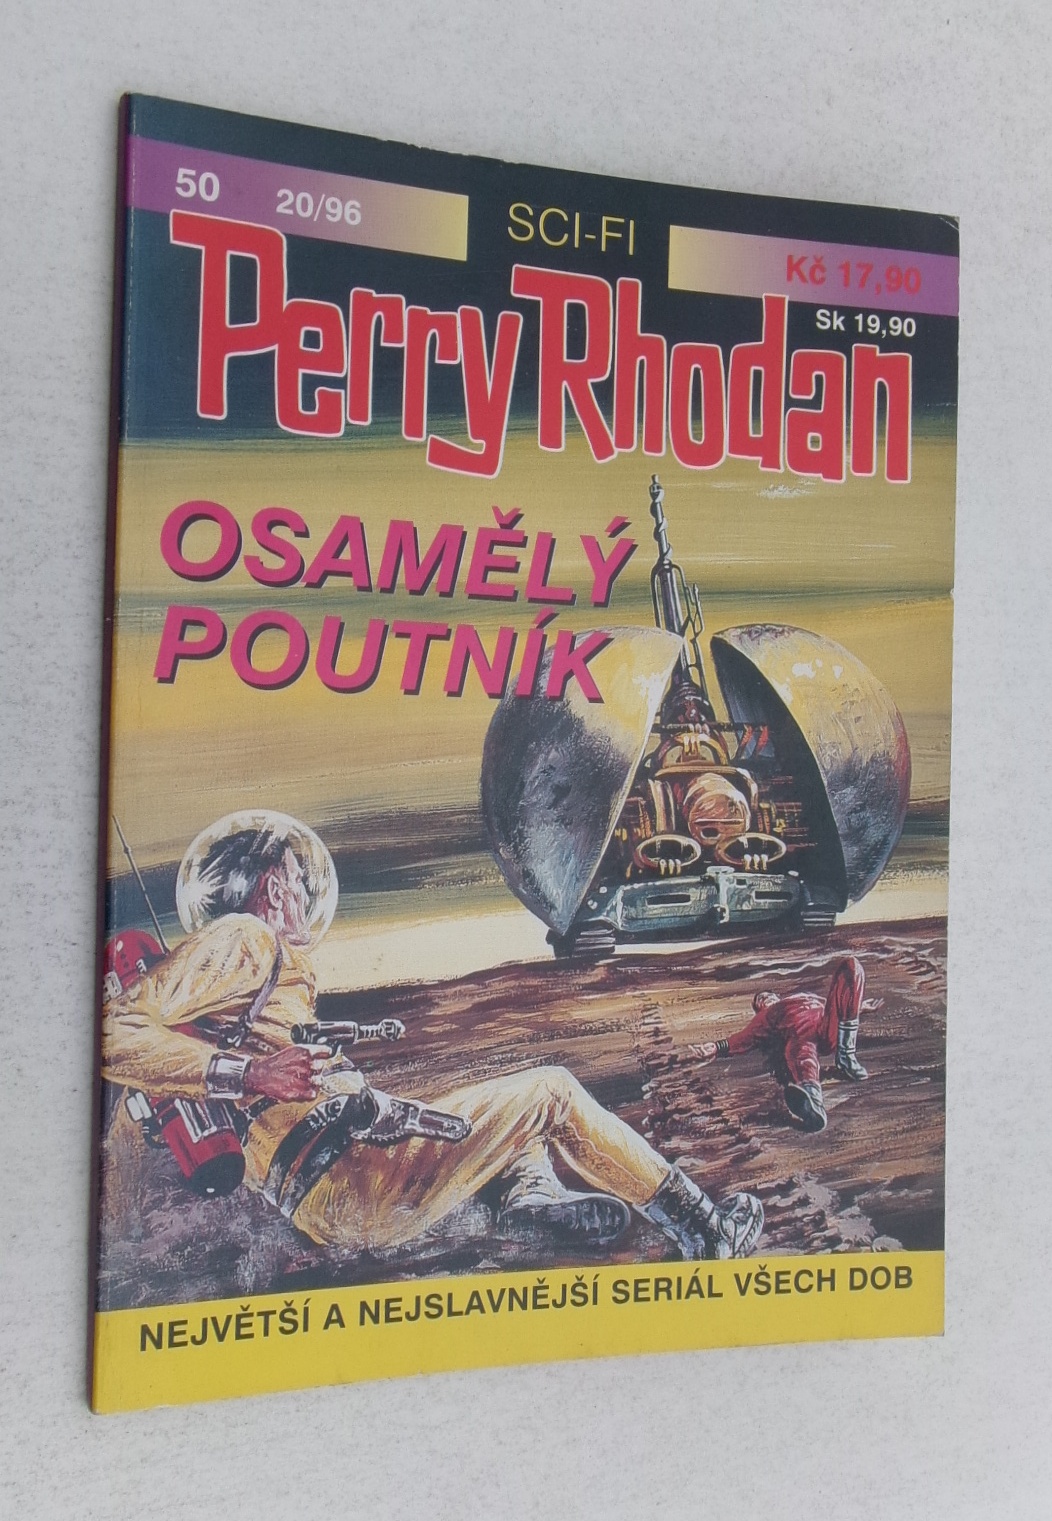 50 20/96
SCI-FI
Kč 17,90
Sk 19,90
Perry Rhodan
OSAMĚLÝ
POUTNÍK
NEJVĚTŠÍ A NEJSLAVNĚJŠÍ SERIÁL VŠECH DOB